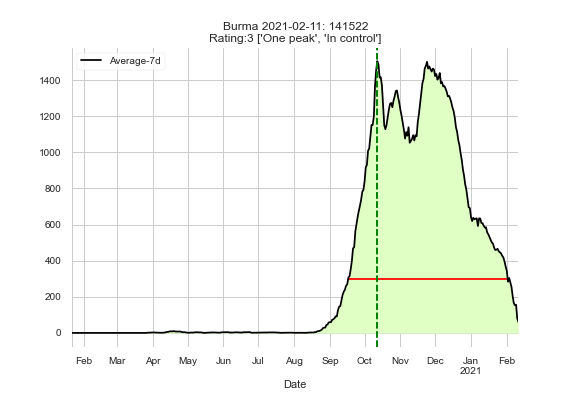 Burma 2021-02-11: 141522
Rating:3 ['One peak', 'In control']
Average-7d
1400
1200
1000
800
600
400
200
0
Feb Mar Apr May Jun Jul Aug Sep Oct Nov Dec Jan Feb
2021
Date